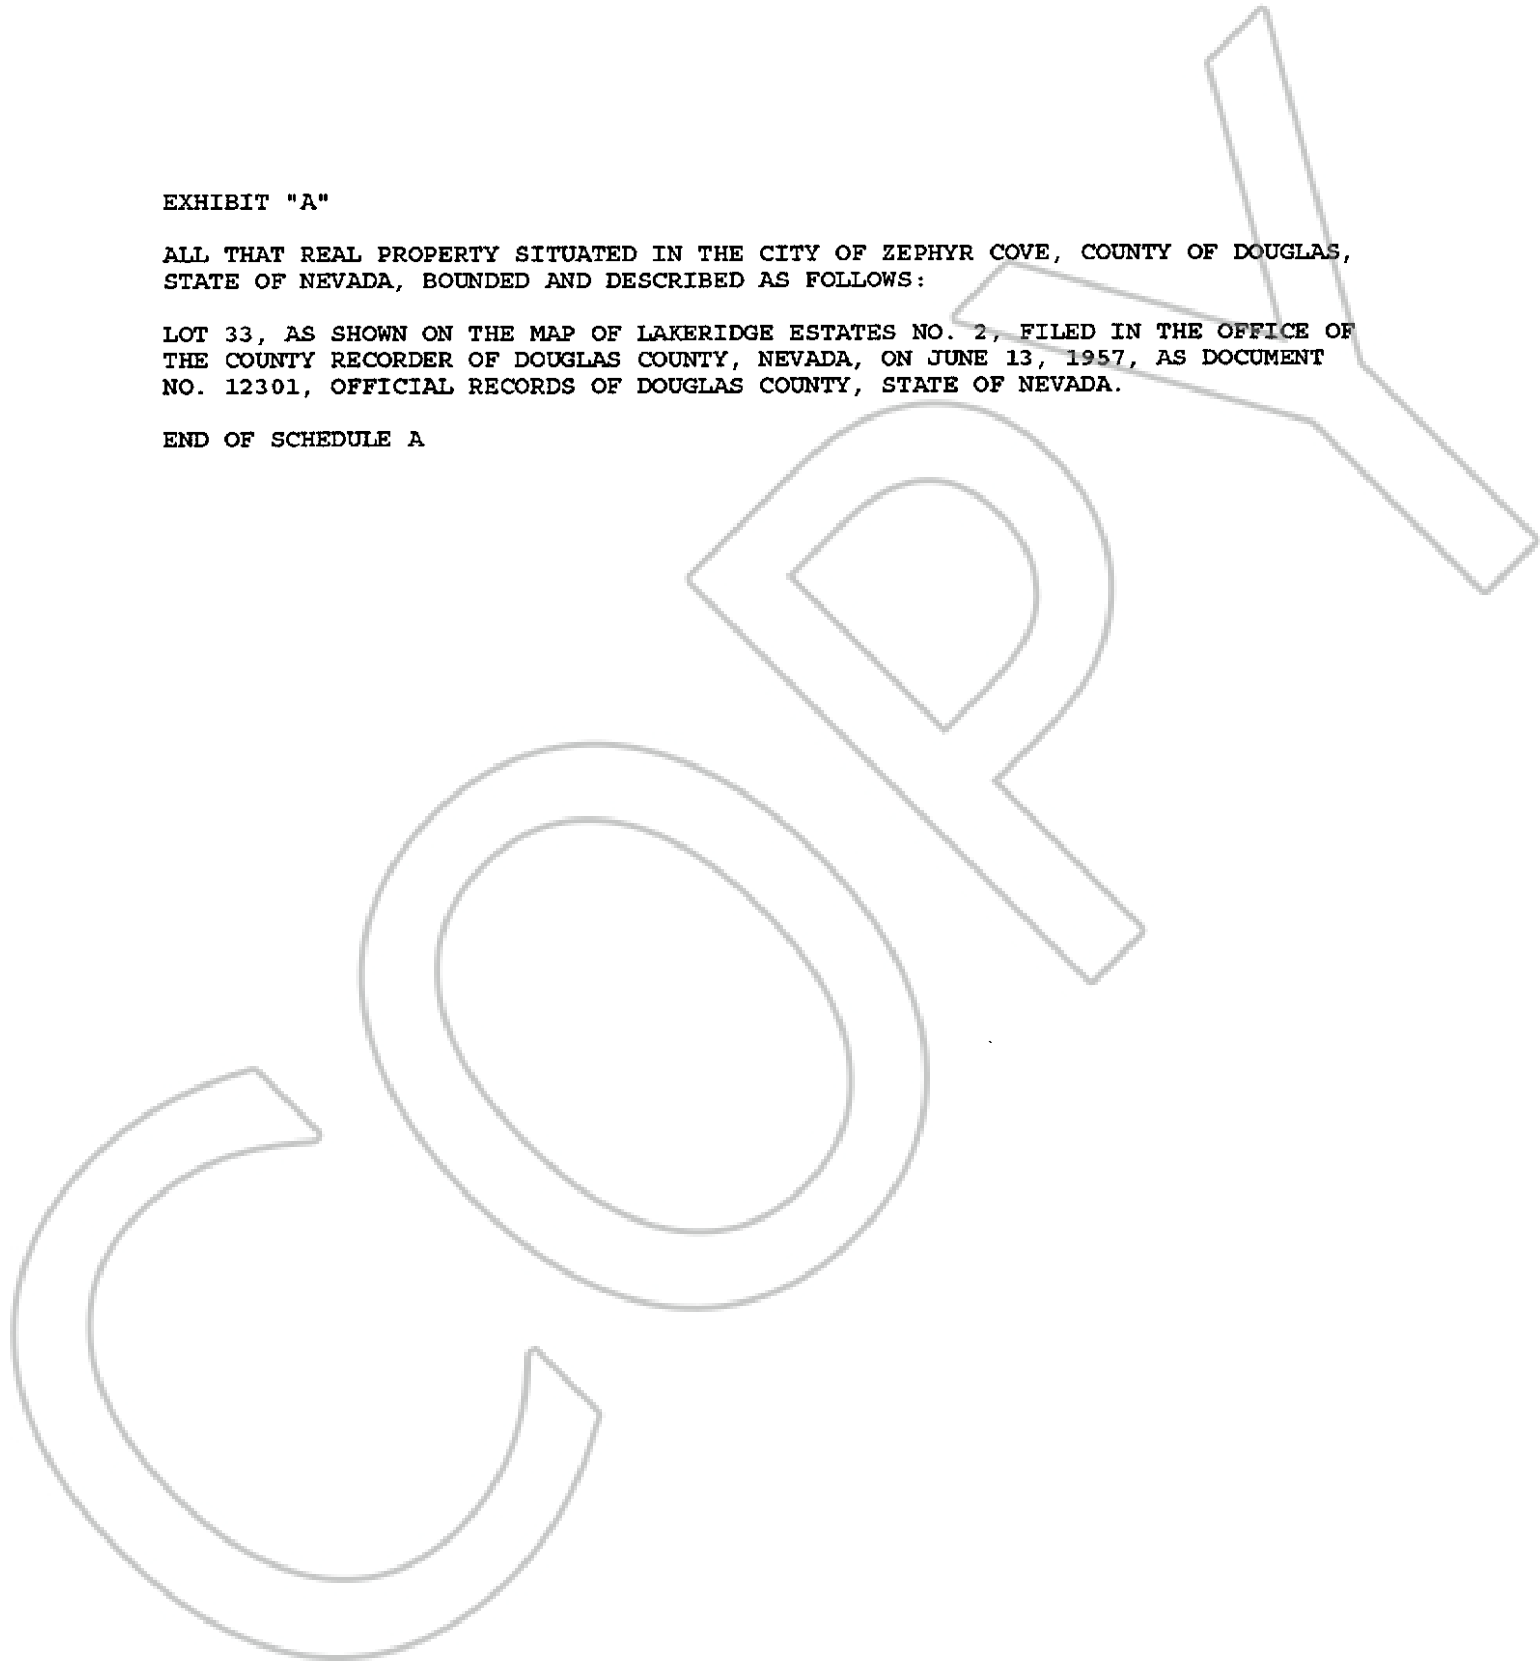 EXHIBIT "A"
ALL THAT REAL PROPERTY SITUATED IN THE CITY OF ZEPHYR COVE, COUNTY OF DOUGLAS,
STATE OF NEVADA, BOUNDED AND DESCRIBED AS FOLLOWS:
LOT 33, AS SHOWN ON THE MAP OF LAKERIDGE ESTATES NO. 2, FILED IN THE OFFICE OF
THE COUNTY RECORDER OF DOUGLAS COUNTY, NEVADA, ON JUNE 13, 1957, AS DOCUMENT
NO. 12301, OFFICIAL RECORDS OF DOUGLAS COUNTY, STATE OF NEVADA.
END OF SCHEDULE A
COPY